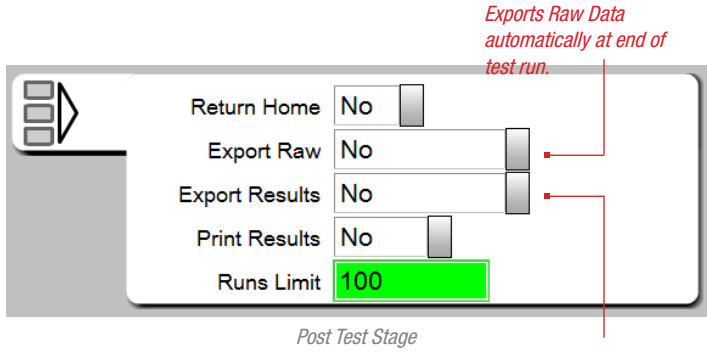 Exports Raw Data
automatically at end of
test run.
Return Home No
Export Raw No
Export Results No
Print Results No
Runs Limit 100
Post Test Stage